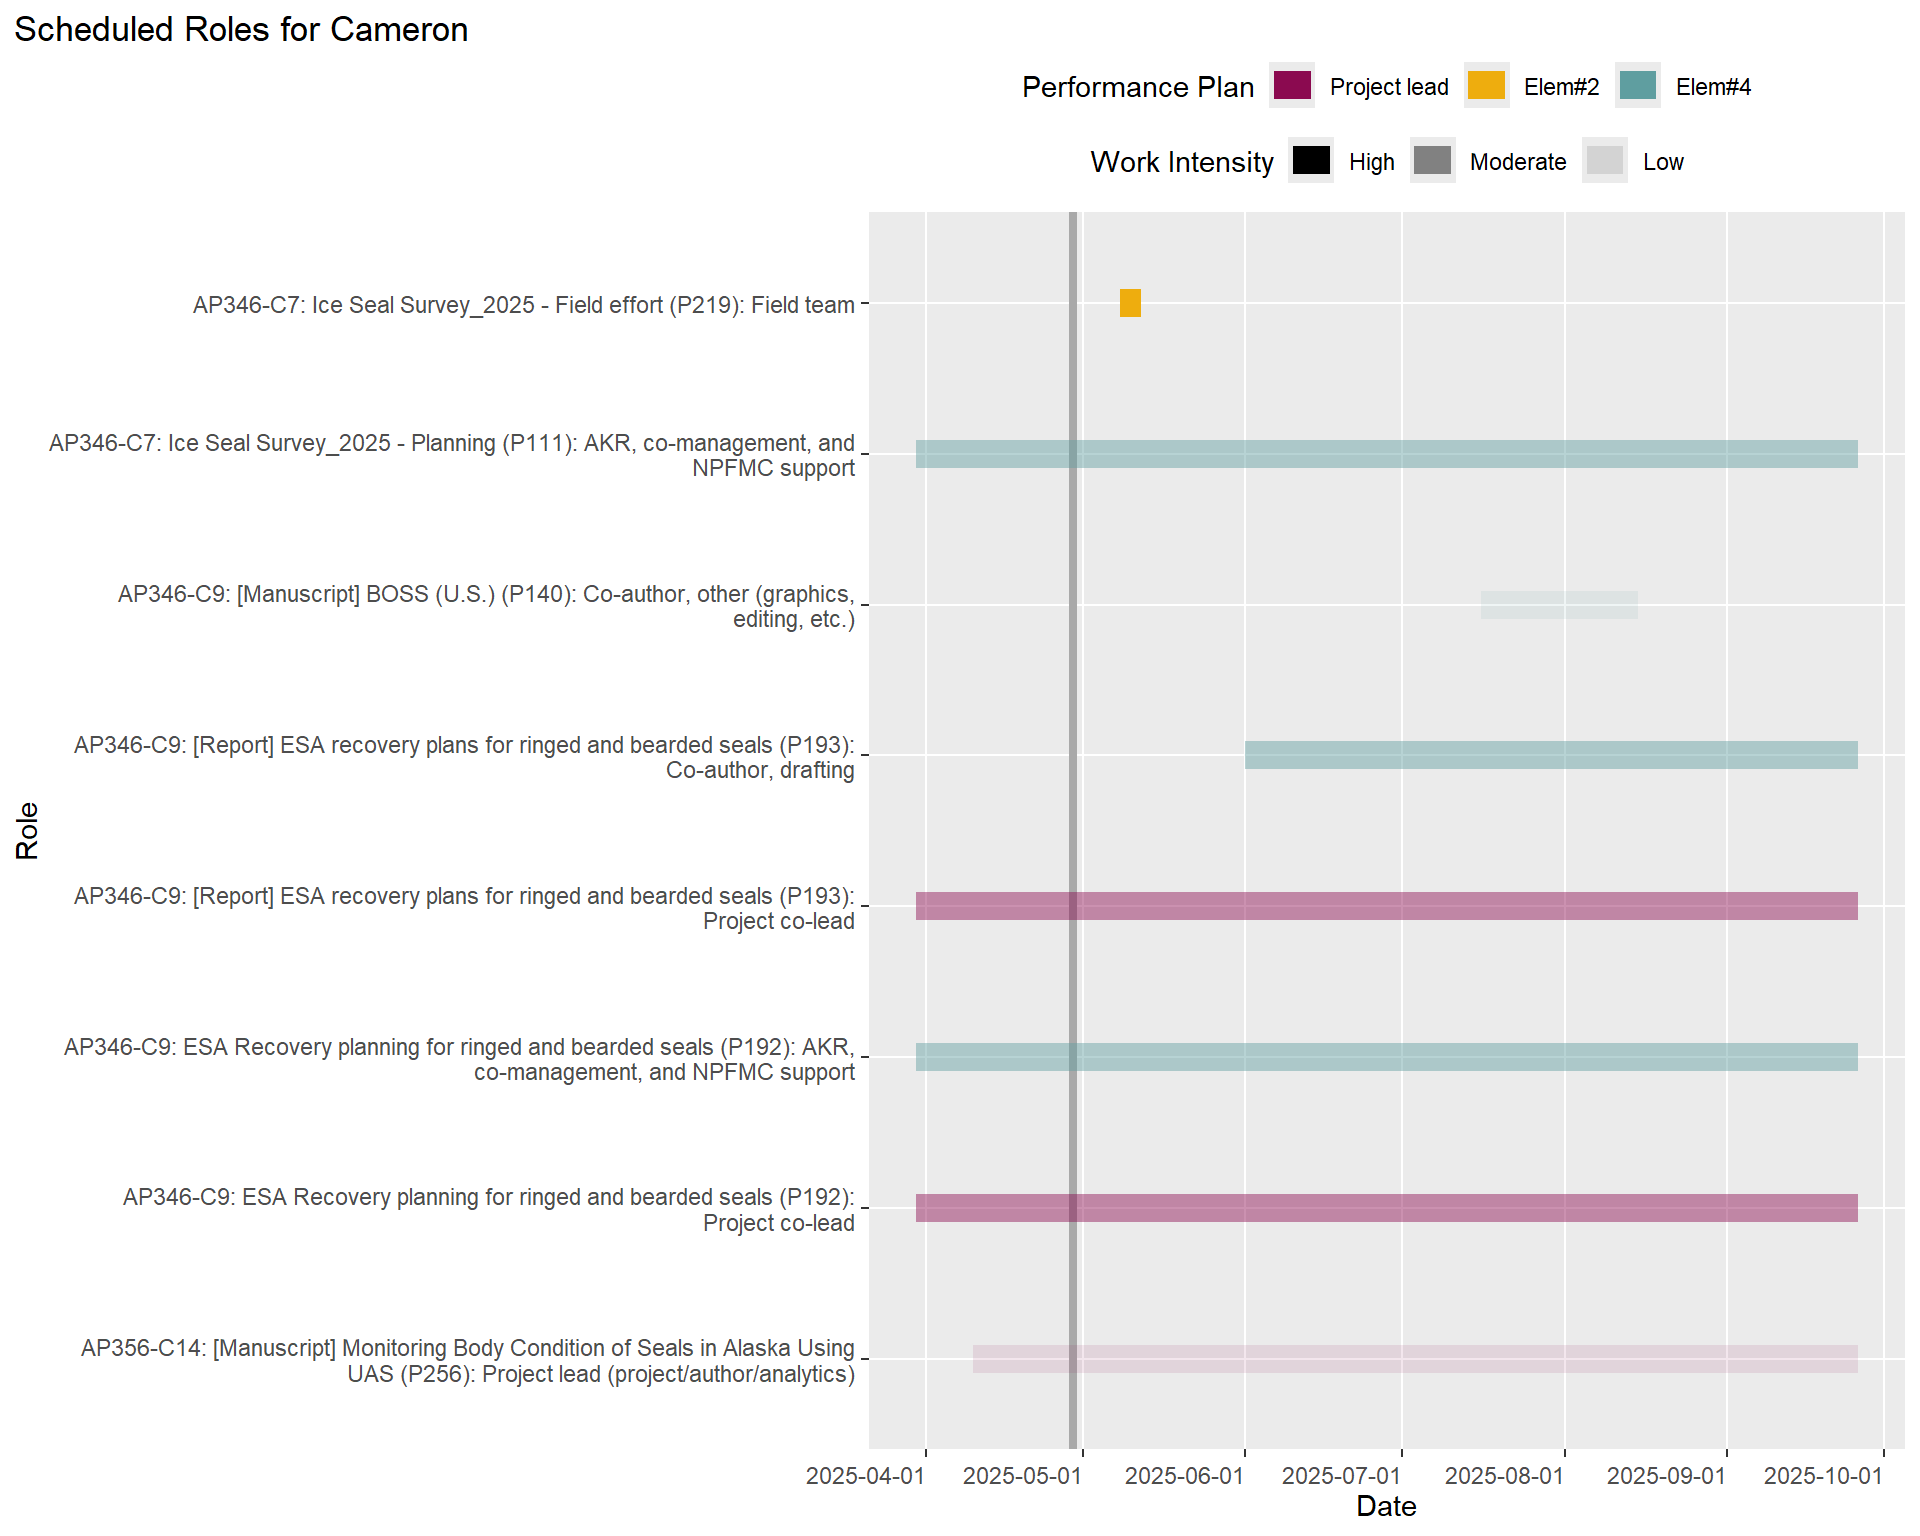 Scheduled Roles for Cameron
Performance Plan Project lead Elem#2 Elem#4
Work Intensity High Moderate Low
AP346-C7: Ice Seal Survey_2025 - Field effort (P219): Field team
AP346-C7: Ice Seal Survey_2025 - Planning (P111): AKR, co-management, and
NPFMC support
AP346-C9: [Manuscript] BOSS (U.S.) (P140): Co-author, other (graphics,
editing, etc.)
AP346-C9: [Report] ESA recovery plans for ringed and bearded seals (P193):
Co-author, drafting
AP346-C9: [Report] ESA recovery plans for ringed and bearded seals (P193):
Project co-lead
AP346-C9: ESA Recovery planning for ringed and bearded seals (P192): AKR,
co-management, and NPFMC support
AP346-C9: ESA Recovery planning for ringed and bearded seals (P192):
Project co-lead
AP356-C14: [Manuscript] Monitoring Body Condition of Seals in Alaska Using
UAS (P256): Project lead (project/author/analytics)
Role
2025-04-01 2025-05-01 2025-06-01 2025-07-01 2025-08-01 2025-09-01 2025-10-01
Date